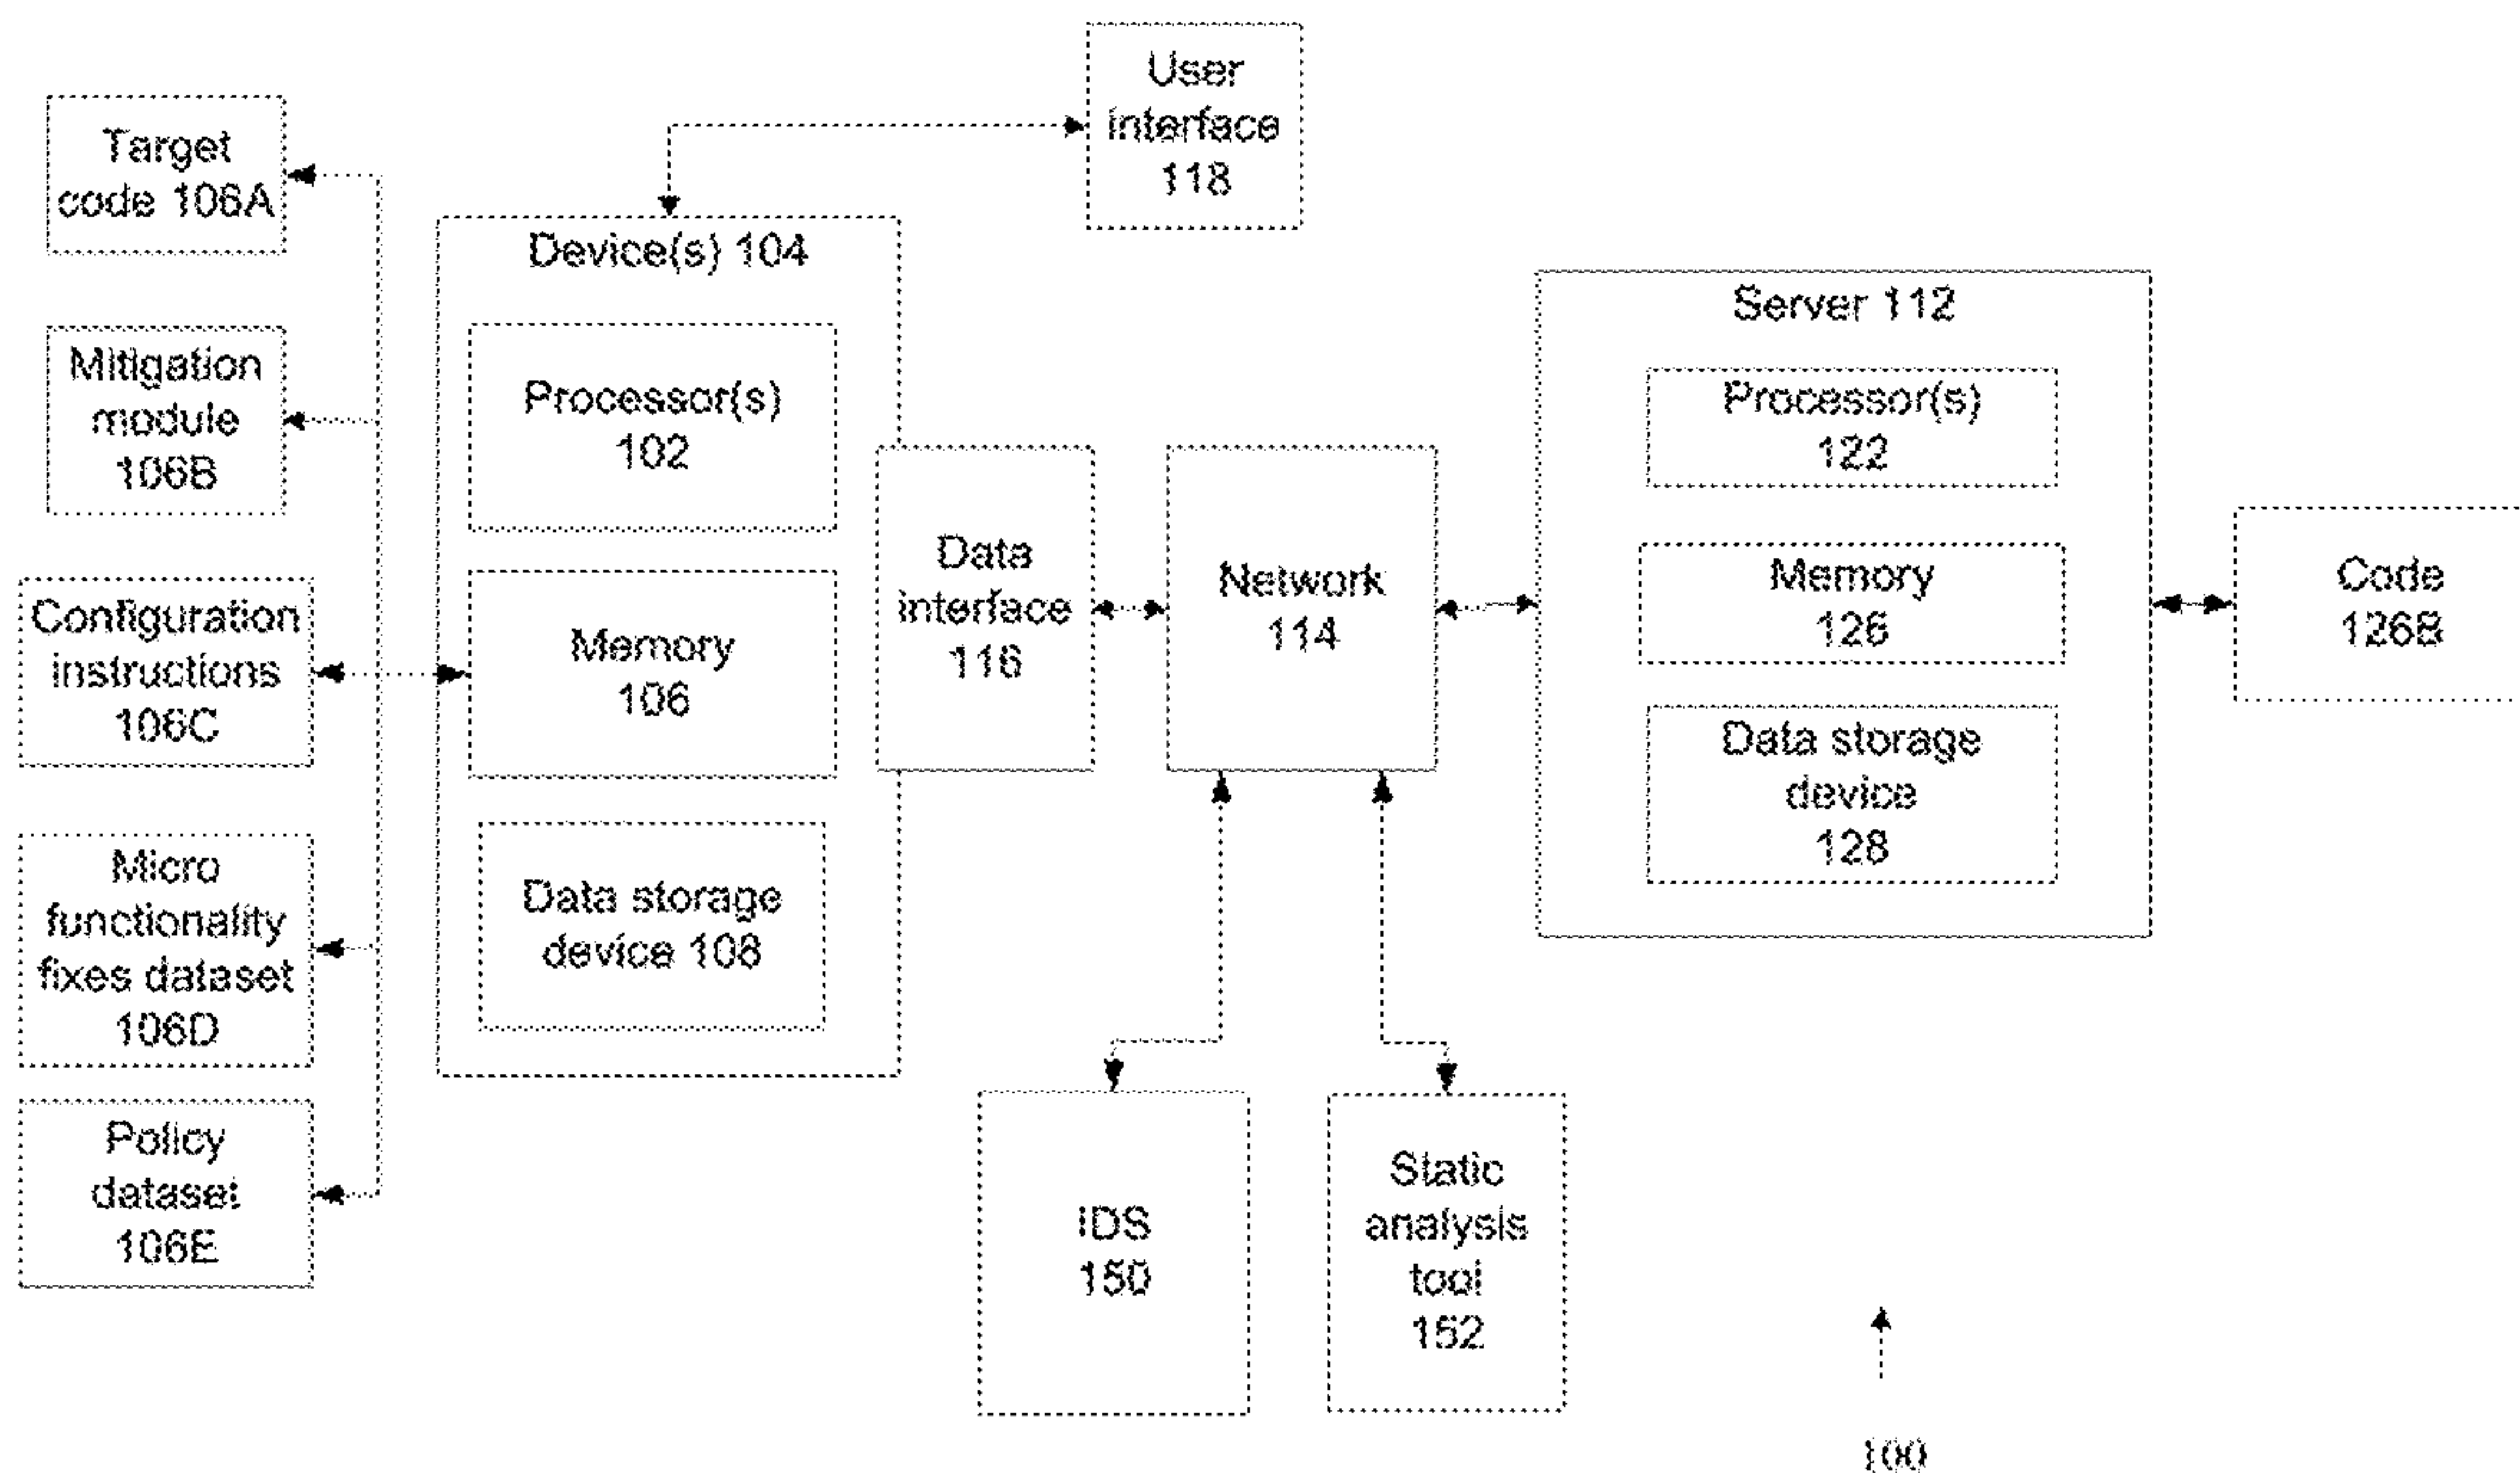 User
interface
118
Target
code 106A
Device(s) 104
Server 112
Mitigation
module
106B
Processor(s)
102
Processor(s)
122
Data
interface
116
Network
114
Memory
126
Code
126B
Configuration
instructions
106C
Memory
106
Data storage
device
128
Micro
functionality
fixes dataset
106D
Data storage
device 108
Policy
dataset
106E
IDS
150
Static
analysis
tool
152
100